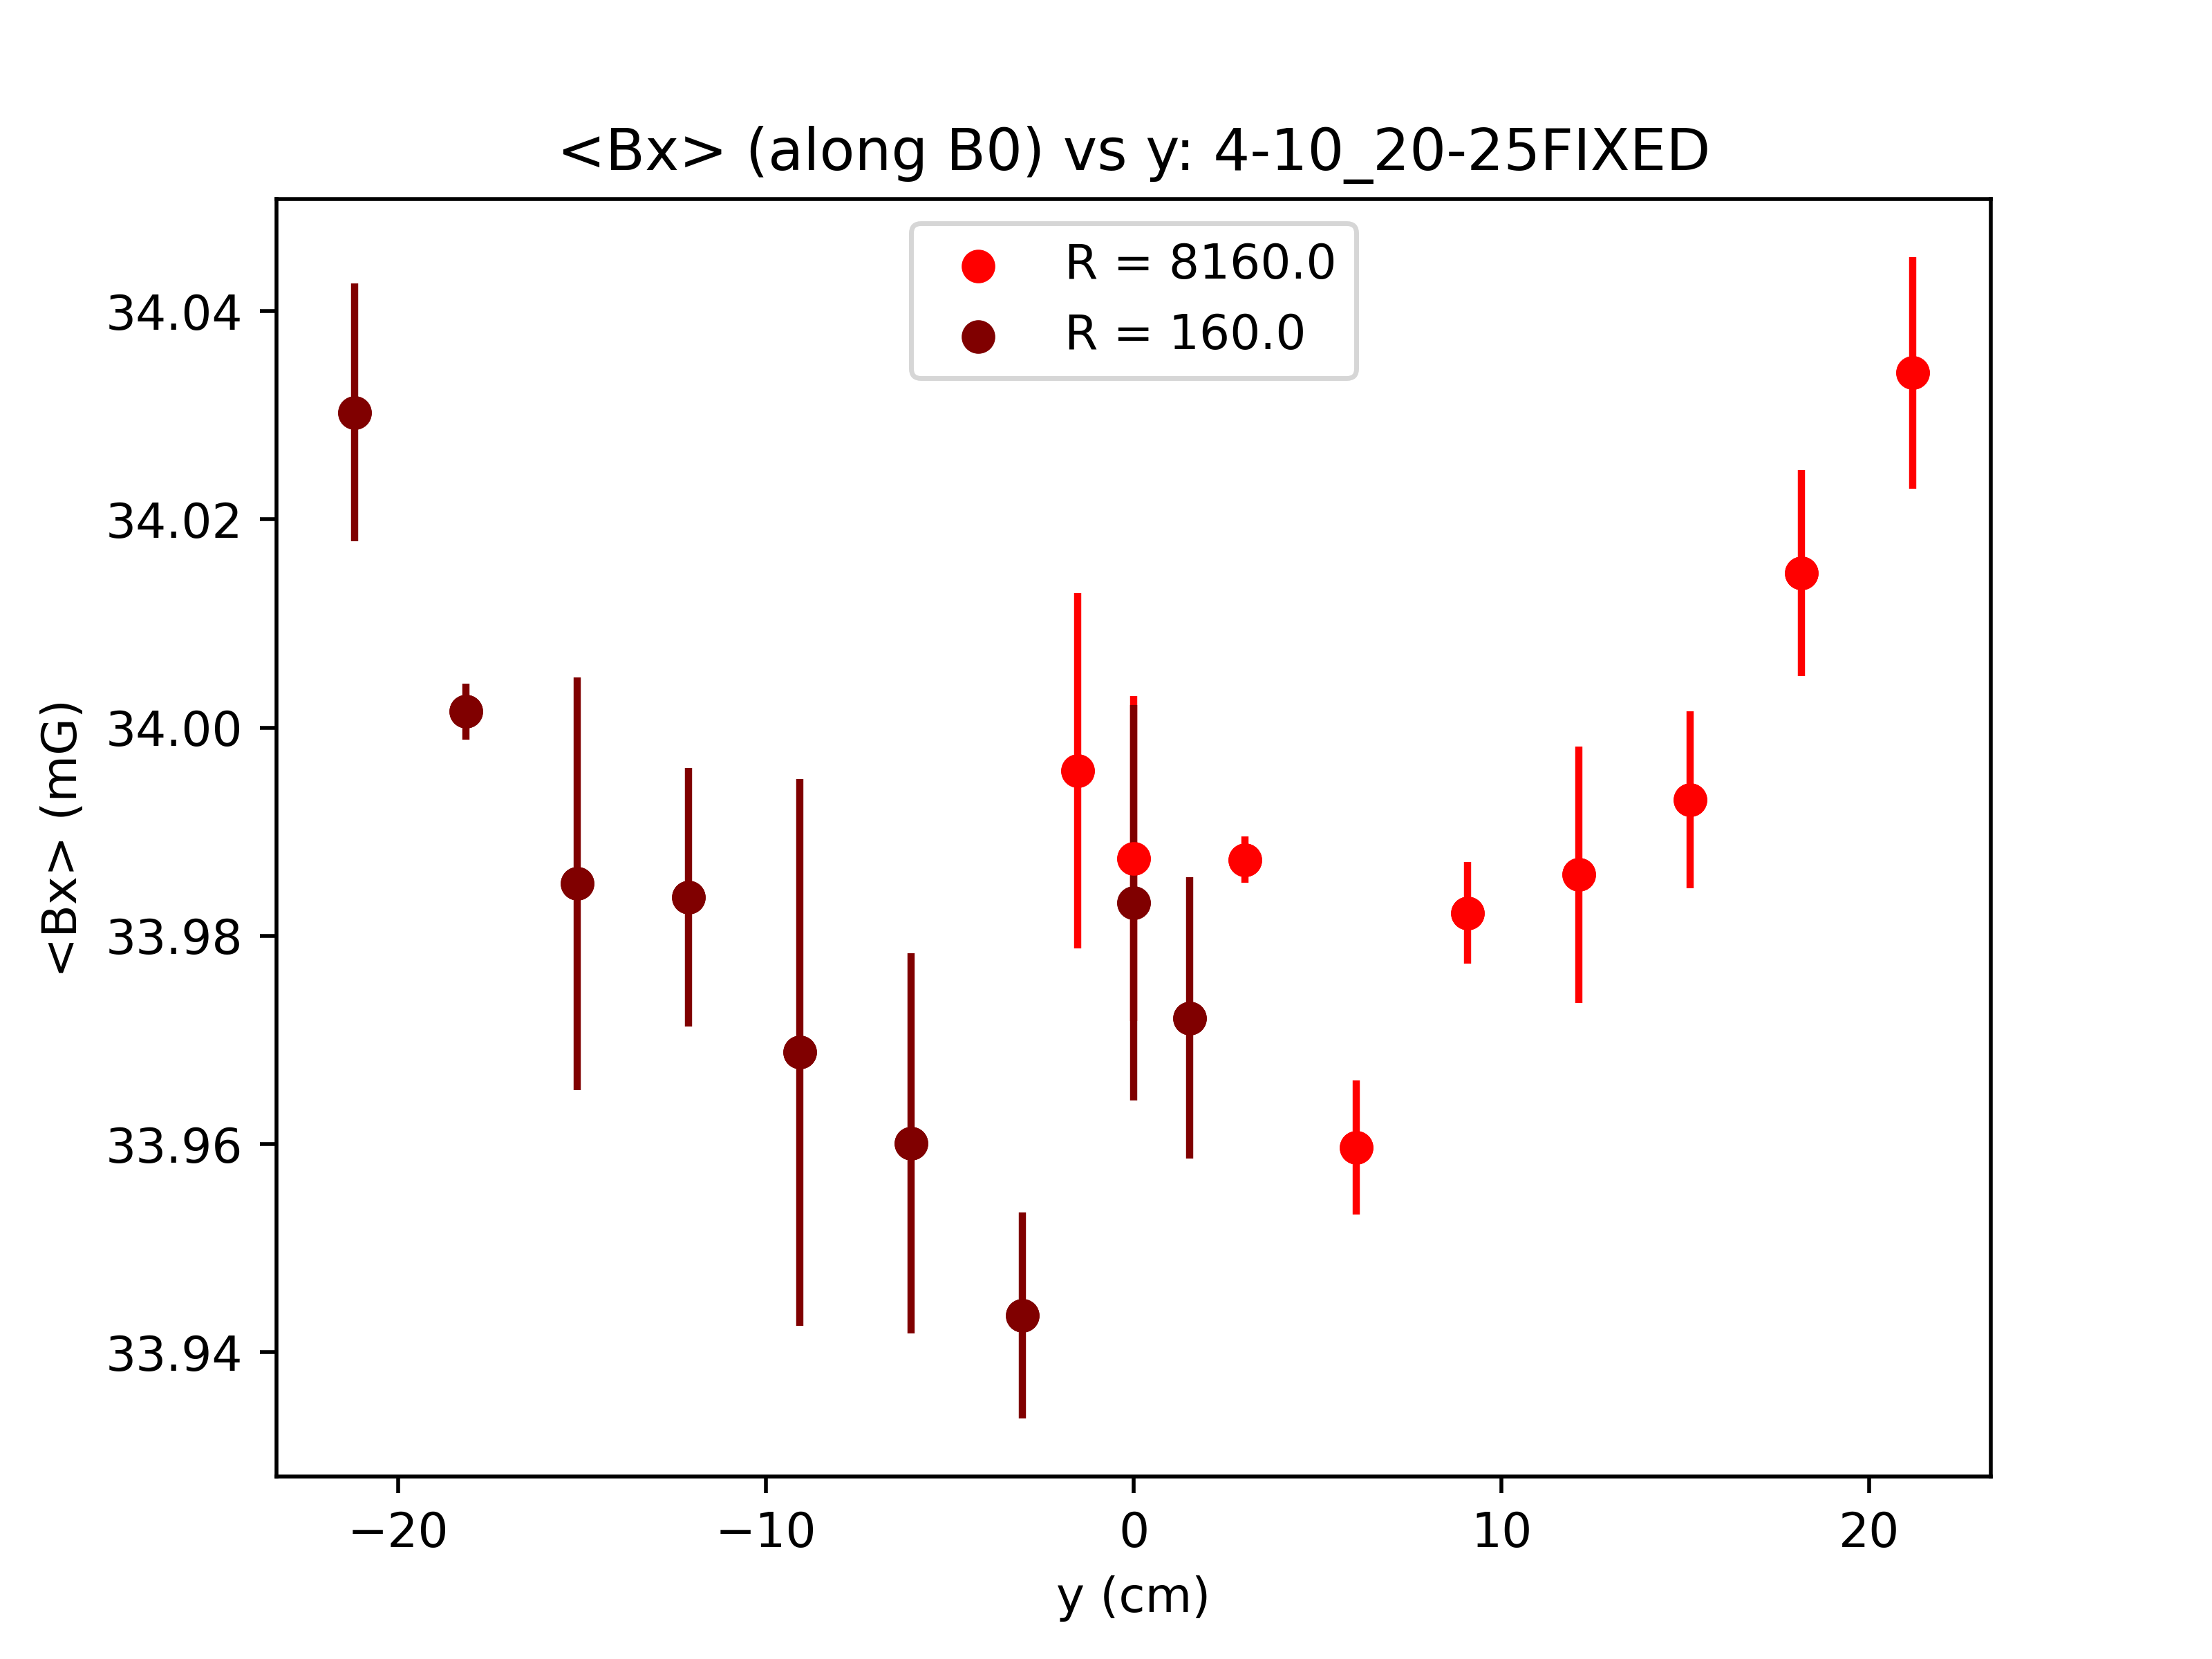 <Bx> (along B0) vs y: 4-10_20-25FIXED
R = 8160.0
R = 160.0
34.04
34.02
34.00
33.98
33.96
33.94
<Bx> (mG)
−20
−10
0
10
20
y (cm)